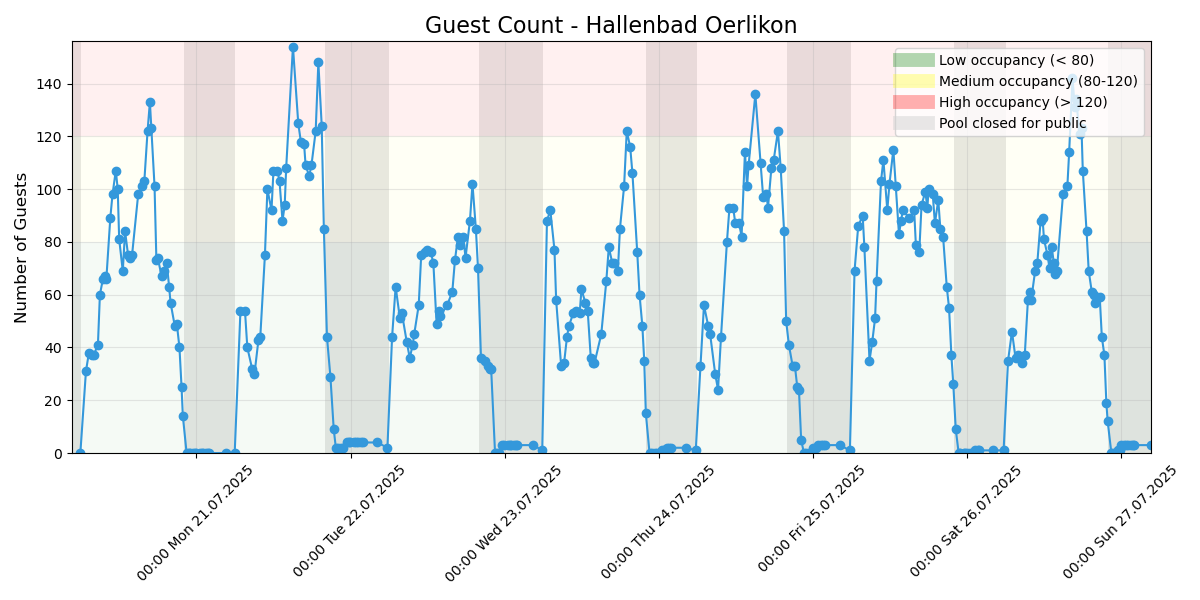 Guest Count - Hallenbad Oerlikon
Number of Guests
140
120
100
80
60
40
20
0
Low occupancy (< 80)
Medium occupancy (80-120)
High occupancy (> 120)
Pool closed for public
00:00 Mon 21.07.2025
00:00 Tue 22.07.2025
00:00 Wed 23.07.2025
00:00 Thu 24.07.2025
00:00 Fri 25.07.2025
00:00 Sat 26.07.2025
00:00 Sun 27.07.2025